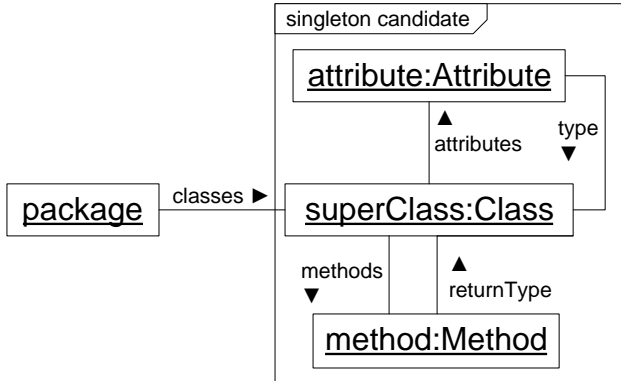 singleton candidate
attribute:Attribute
▲
attributes
type
▼
classes ►
package
superClass:Class
methods
▼
▲
returnType
method:Method